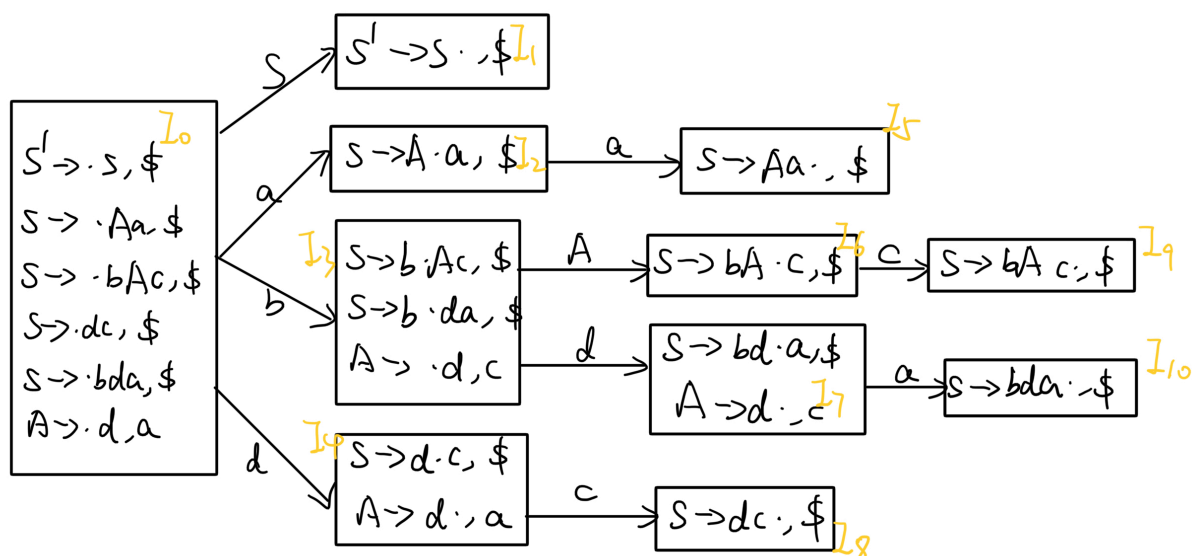 S' -> S · , $ I1
S
I0
S' -> · S, $
S -> · Aa, $
S -> · bAc, $
S -> · dc, $
S -> · bda, $
A -> · d, a
a
S -> A · a, $ I2
a
I5
S -> Aa · , $
b
I3
S -> b · Ac, $
S -> b · da, $
A -> · d, c
A
I6
S -> bA · c, $
c
S -> bA c · , $
I9
d
S -> bd · a, $
A -> d · , c I7
a
S -> bda · , $
I10
d
I4
S -> d · c, $
A -> d · , a
c
S -> dc · , $
I8